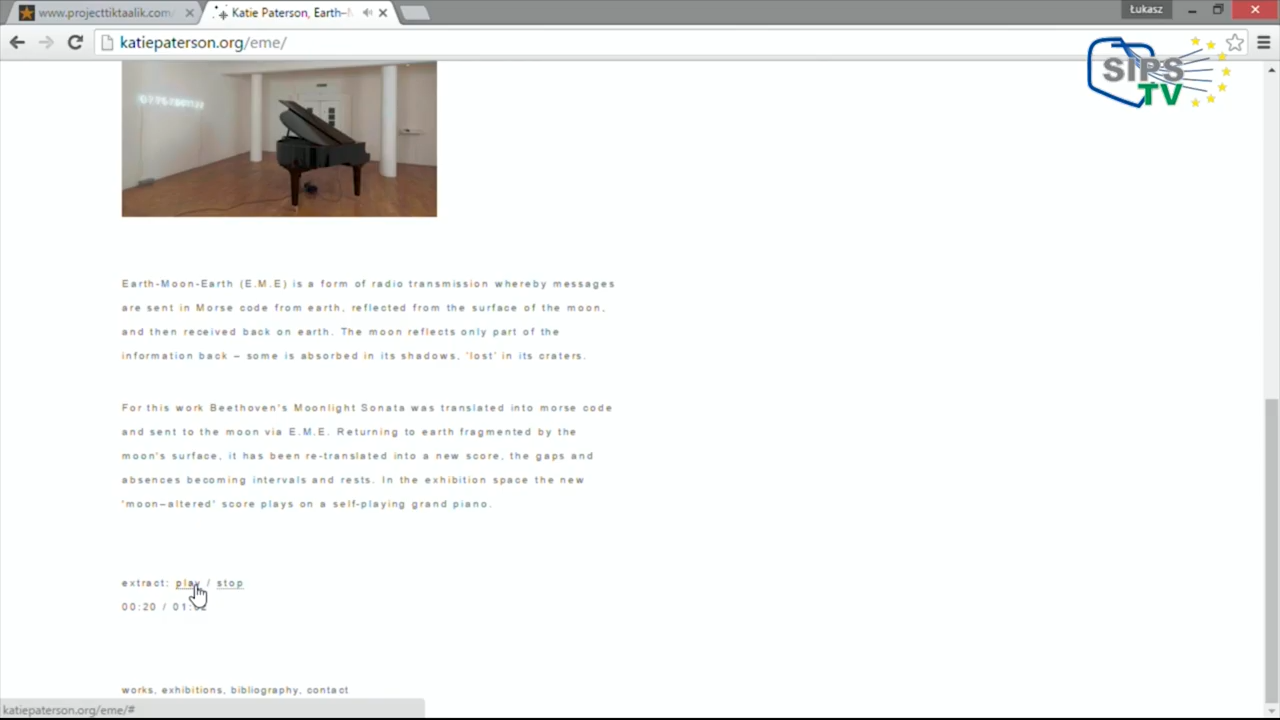 www.projecttiktaalik.com
Katie Paterson, Earth–
Łukasz
katiepaterson.org/eme/
SIPS
TV
Earth-Moon-Earth (E.M.E) is a form of radio transmission whereby messages
are sent in Morse code from earth, reflected from the surface of the moon,
and then received back on earth. The moon reflects only part of the
information back – some is absorbed in its shadows, 'lost' in its craters.
For this work Beethoven's Moonlight Sonata was translated into morse code
and sent to the moon via E.M.E. Returning to earth fragmented by the
moon's surface, it has been re-translated into a new score, the gaps and
absences becoming intervals and rests. In the exhibition space the new
'moon–altered' score plays on a self-playing grand piano.
extract: play / stop
00:20 /
works, exhibitions, bibliography, contact
katiepaterson.org/eme/#